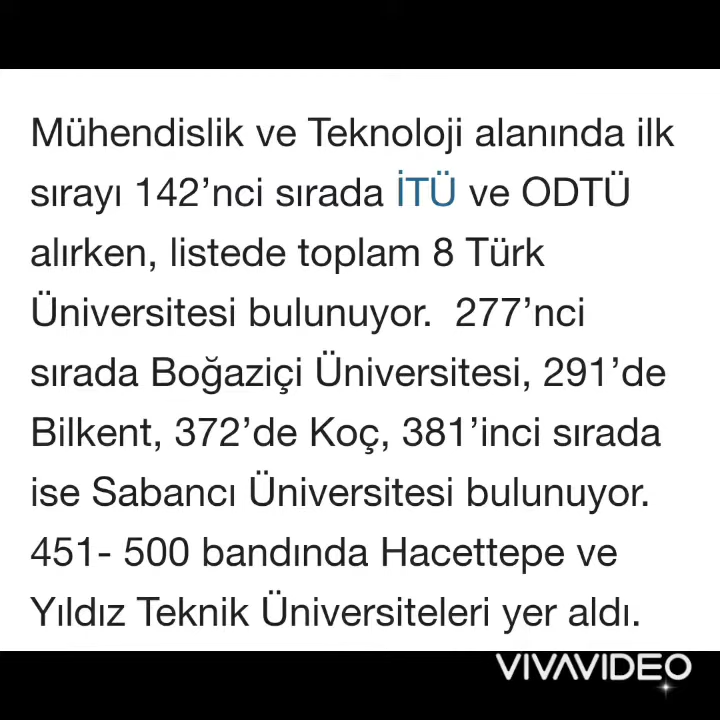 Mühendislik ve Teknoloji alanında ilk
sırayı 142’nci sırada İTÜ ve ODTÜ
alırken, listede toplam 8 Türk
Üniversitesi bulunuyor.  277’nci
sırada Boğaziçi Üniversitesi, 291’de
Bilkent, 372’de Koç, 381’inci sırada
ise Sabancı Üniversitesi bulunuyor.
451- 500 bandında Hacettepe ve
Yıldız Teknik Üniversiteleri yer aldı.
VIVAVIDEO